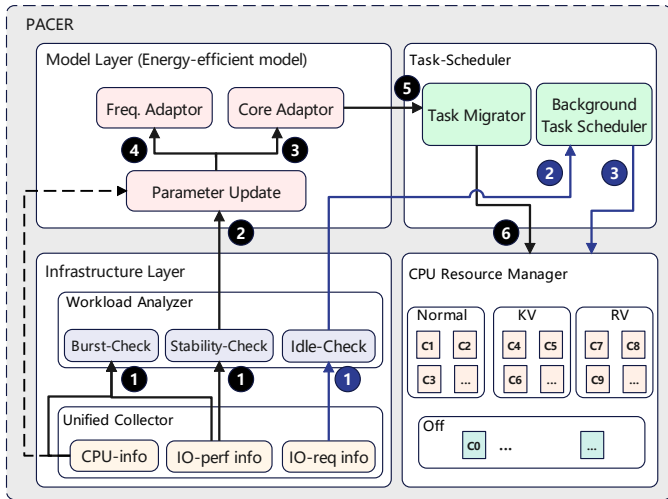 PACER
Model Layer (Energy-efficient model)
Freq. Adaptor
Core Adaptor
4
3
Parameter Update
2
5
Task-Scheduler
Task Migrator
Background
Task Scheduler
2
3
6
Infrastructure Layer
Workload Analyzer
Burst-Check
Stability-Check
Idle-Check
1
1
1
Unified Collector
CPU-info
IO-perf info
IO-req info
CPU Resource Manager
Normal
C1
C2
C3
...
KV
C4
C5
C6
...
RV
C7
C8
C9
...
Off
C0
...
...